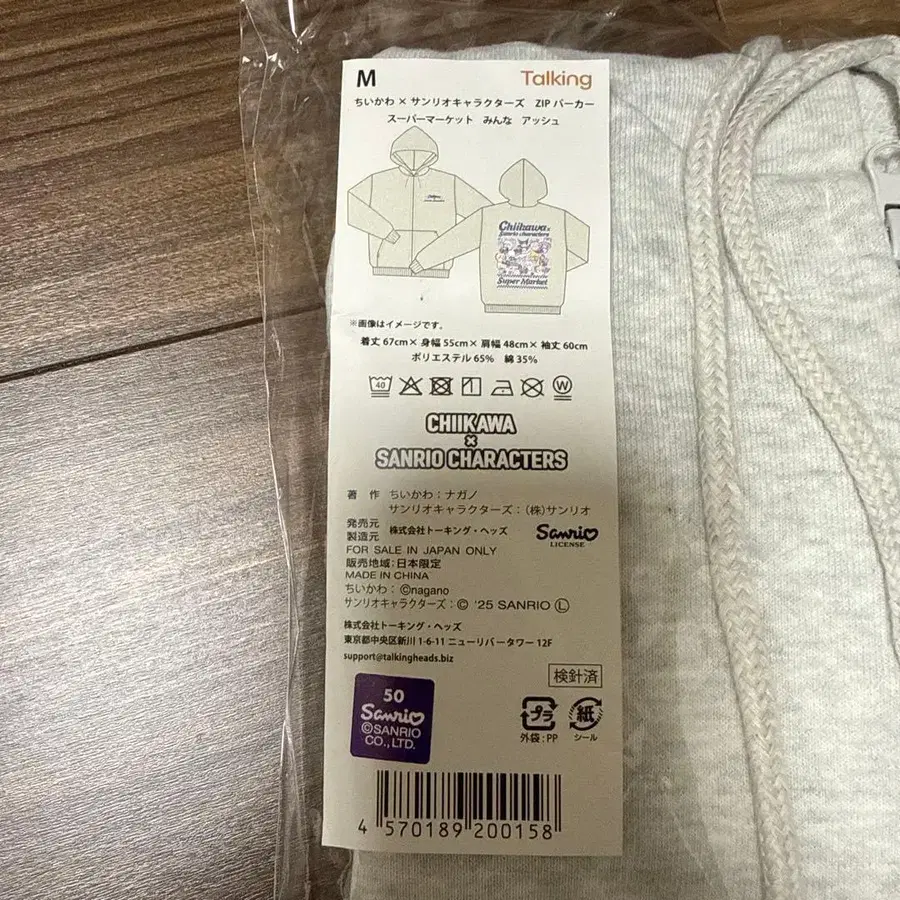 M
Talking
ちいかわ × サンリオキャラクターズ ZIP パーカー
スーパーマーケット みんな アッシュ
Chiikawa x
Sanrio characters
Super Market
※画像はイメージです。
着丈 67cm × 身幅 55cm × 肩幅 48cm × 袖丈 60cm
ポリエステル 65% 綿 35%
40
W
CHIIKAWA
×
SANRIO CHARACTERS
著 作 ちいかわ:ナガノ
サンリオキャラクターズ:(株)サンリオ
発売元
製造元 株式会社トーキング・ヘッズ
Sanrio
LICENSE
FOR SALE IN JAPAN ONLY
販売地域:日本限定
MADE IN CHINA
ちいかわ:©nagano
サンリオキャラクターズ:© '25 SANRIO Ⓛ
株式会社トーキング・ヘッズ
東京都中央区新川 1-6-11 ニューリバータワー 12F
support@talkingheads.biz
検針済
50
Sanrio
©SANRIO
CO.,LTD.
プラ
外袋:PP
紙
シール
4 570189 200158